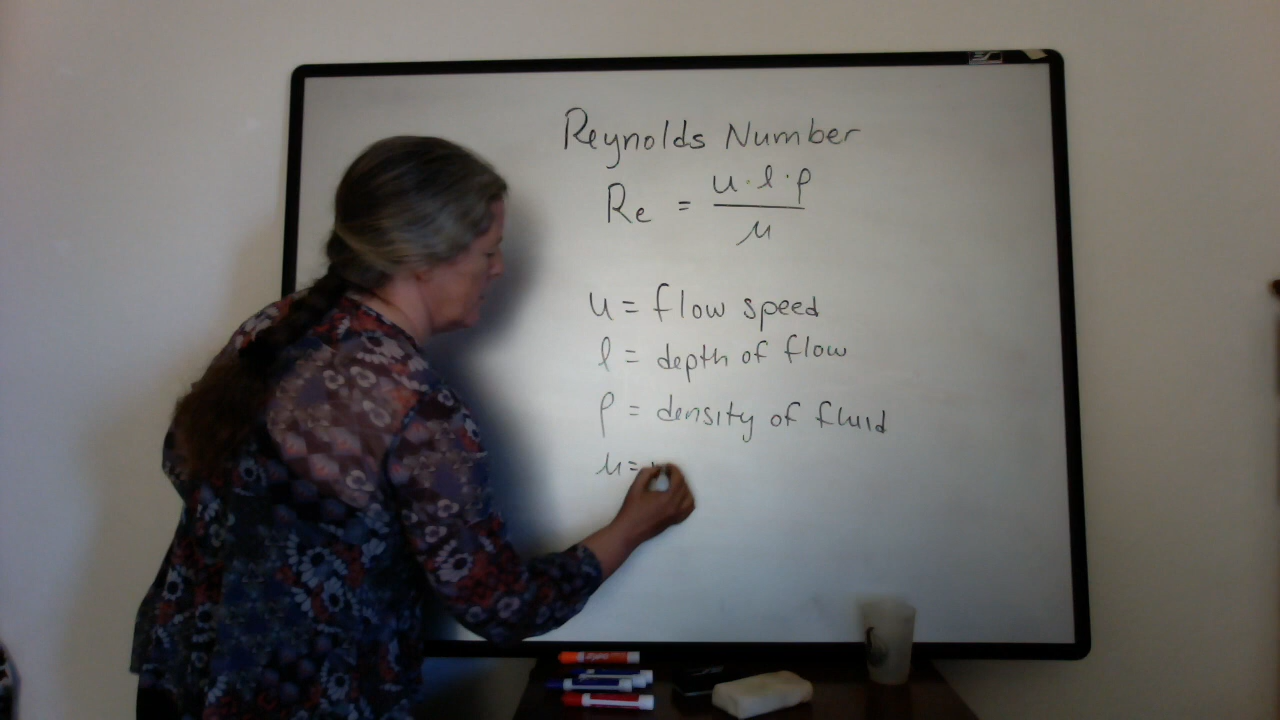 Reynolds Number
Re = u · l · ρ / μ
u = flow speed
l = depth of flow
ρ = density of fluid
μ =